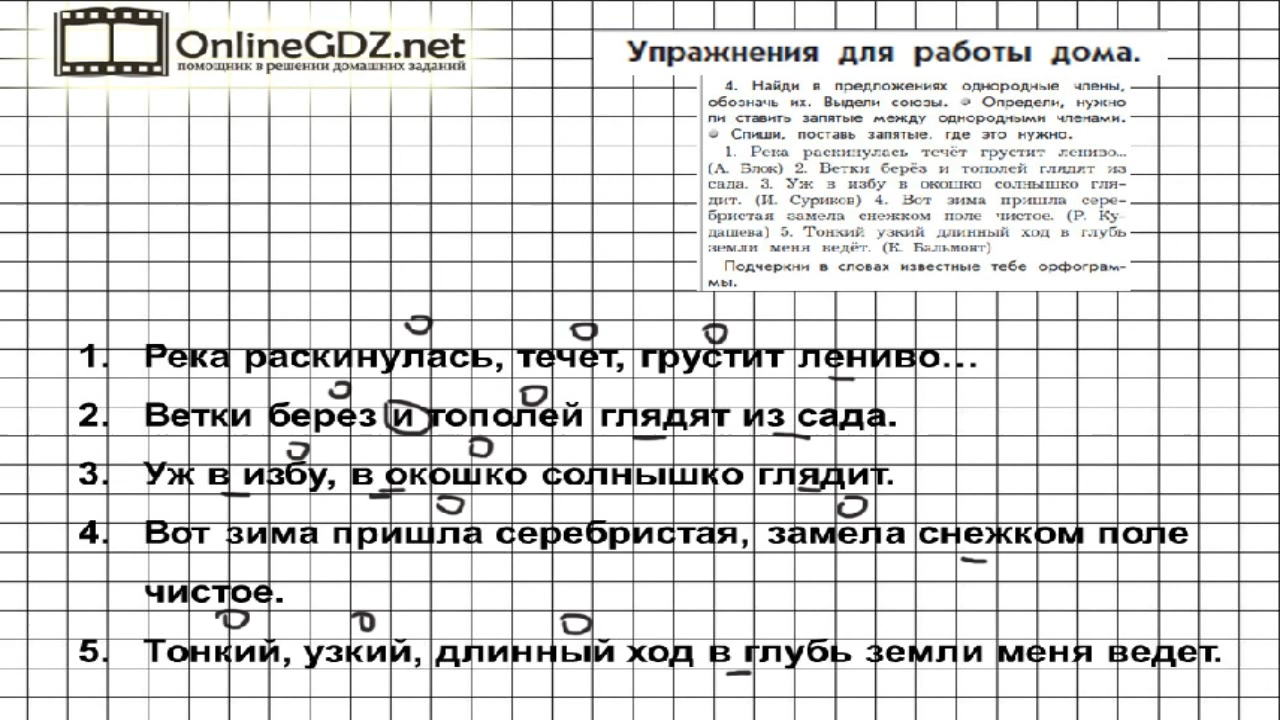 OnlineGDZ.net
помощник в решении домашних заданий
Упражнения для работы дома.
4. Найди в предложениях однородные члены,
обозначь их. Выдели союзы. Определи, нужно
ли ставить запятые между однородными членами.
Спиши, поставь запятые, где это нужно.
1. Река раскинулась течёт грустит лениво...
(А. Блок) 2. Ветки берёз и тополей глядят из
сада. 3. Уж в избу в окошко солнышко гля-
дит. (И. Суриков) 4. Вот зима пришла сере-
бристая замела снежком поле чистое. (Р. Ку-
дашева) 5. Тонкий узкий длинный ход в глубь
земли меня ведёт. (К. Бальмонт)
Подчеркни в словах известные тебе орфограм-
мы.
1. Река раскинулась, течет, грустит лениво...
2. Ветки берез и тополей глядят из сада.
3. Уж в избу, в окошко солнышко глядит.
4. Вот зима пришла серебристая, замела снежком поле
чистое.
5. Тонкий, узкий, длинный ход в глубь земли меня ведет.